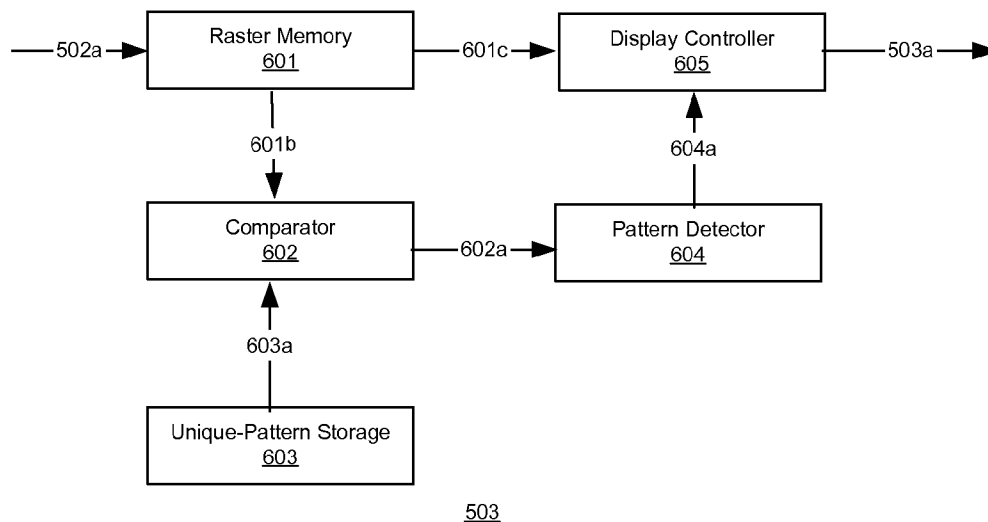 502a
Raster Memory
601
601c
Display Controller
605
503a
601b
604a
Comparator
602
602a
Pattern Detector
604
603a
Unique-Pattern Storage
603
503